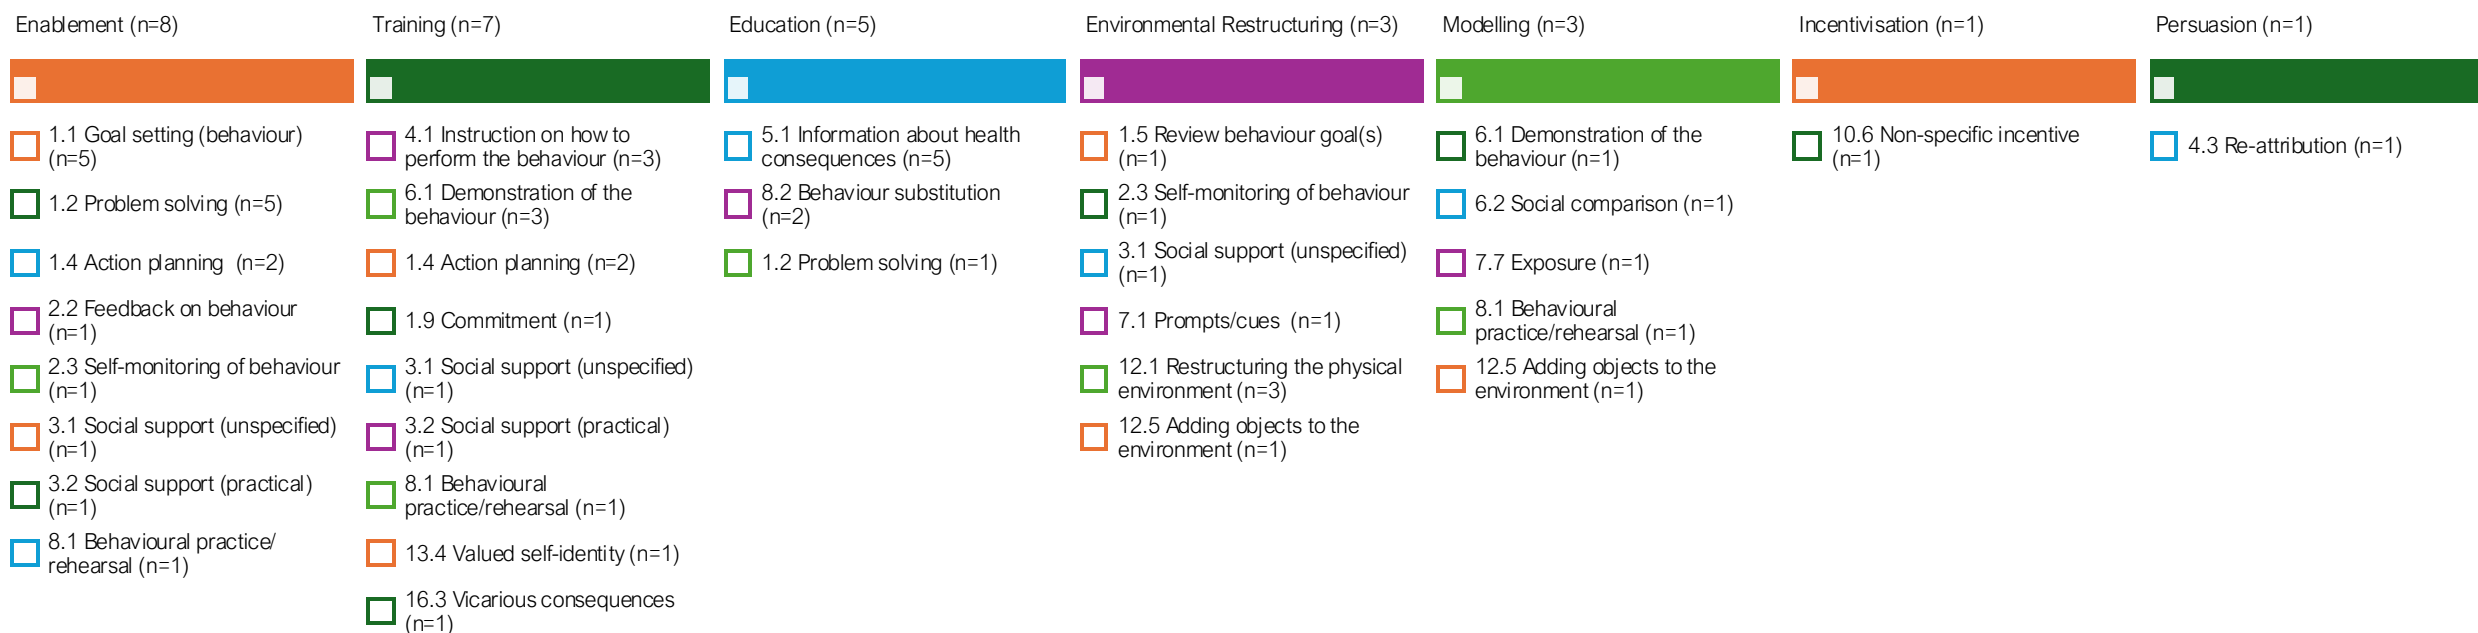 Enablement (n=8)
1.1 Goal setting (behaviour)
(n=5)
1.2 Problem solving (n=5)
1.4 Action planning  (n=2)
2.2 Feedback on behaviour
(n=1)
2.3 Self-monitoring of behaviour
(n=1)
3.1 Social support (unspecified)
(n=1)
3.2 Social support (practical)
(n=1)
8.1 Behavioural practice/
rehearsal (n=1)
Training (n=7)
4.1 Instruction on how to
perform the behaviour (n=3)
6.1 Demonstration of the
behaviour (n=3)
1.4 Action planning (n=2)
1.9 Commitment (n=1)
3.1 Social support (unspecified)
(n=1)
3.2 Social support (practical)
(n=1)
8.1 Behavioural
practice/rehearsal (n=1)
13.4 Valued self-identity (n=1)
16.3 Vicarious consequences
(n=1)
Education (n=5)
5.1 Information about health
consequences (n=5)
8.2 Behaviour substitution
(n=2)
1.2 Problem solving (n=1)
Environmental Restructuring (n=3)
1.5 Review behaviour goal(s)
(n=1)
2.3 Self-monitoring of behaviour
(n=1)
3.1 Social support (unspecified)
(n=1)
7.1 Prompts/cues  (n=1)
12.1 Restructuring the physical
environment (n=3)
12.5 Adding objects to the
environment (n=1)
Modelling (n=3)
6.1 Demonstration of the
behaviour (n=1)
6.2 Social comparison (n=1)
7.7 Exposure (n=1)
8.1 Behavioural
practice/rehearsal (n=1)
12.5 Adding objects to the
environment (n=1)
Incentivisation (n=1)
10.6 Non-specific incentive
(n=1)
Persuasion (n=1)
4.3 Re-attribution (n=1)